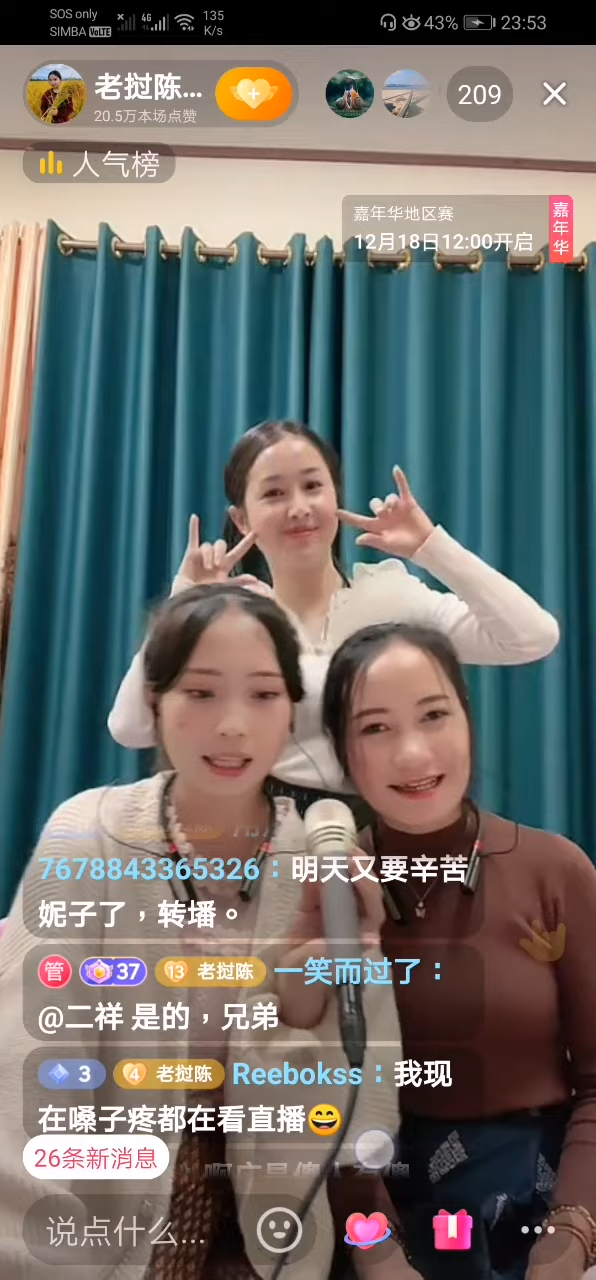 SOS only
SIMBA VoLTE
4G
135
K/s
43%
23:53
老挝陈...
20.5万本场点赞
209
人气榜
嘉年华地区赛
12月18日12:00开启
嘉年华
7678843365326：明天又要辛苦
妮子了，转墦。
管 37 13 老挝陈 一笑而过了：
@二祥 是的，兄弟
3 4 老挝陈 Reebokss：我现
在嗓子疼都在看直播😄
26条新消息
说点什么...